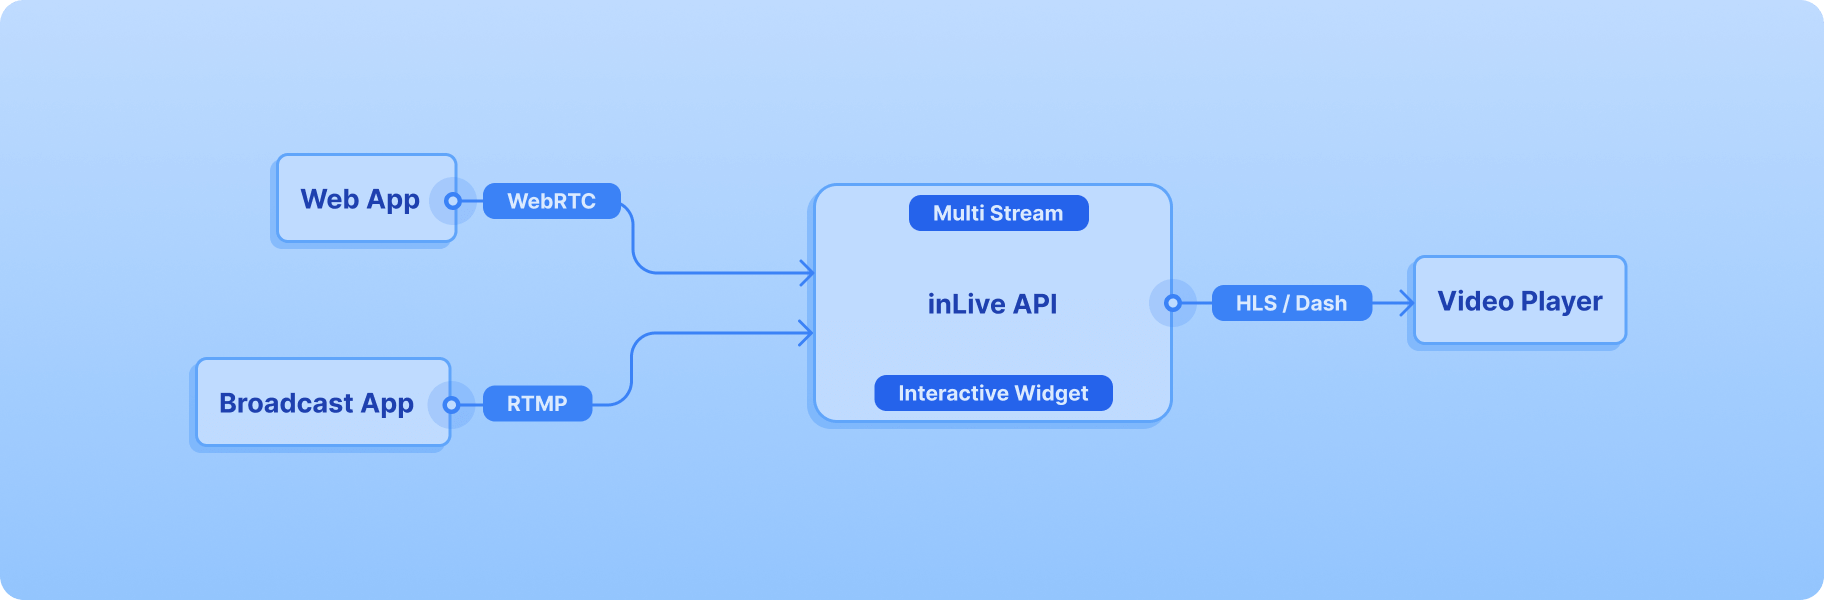 Web App
WebRTC
Broadcast App
RTMP
Multi Stream
inLive API
Interactive Widget
HLS / Dash
Video Player